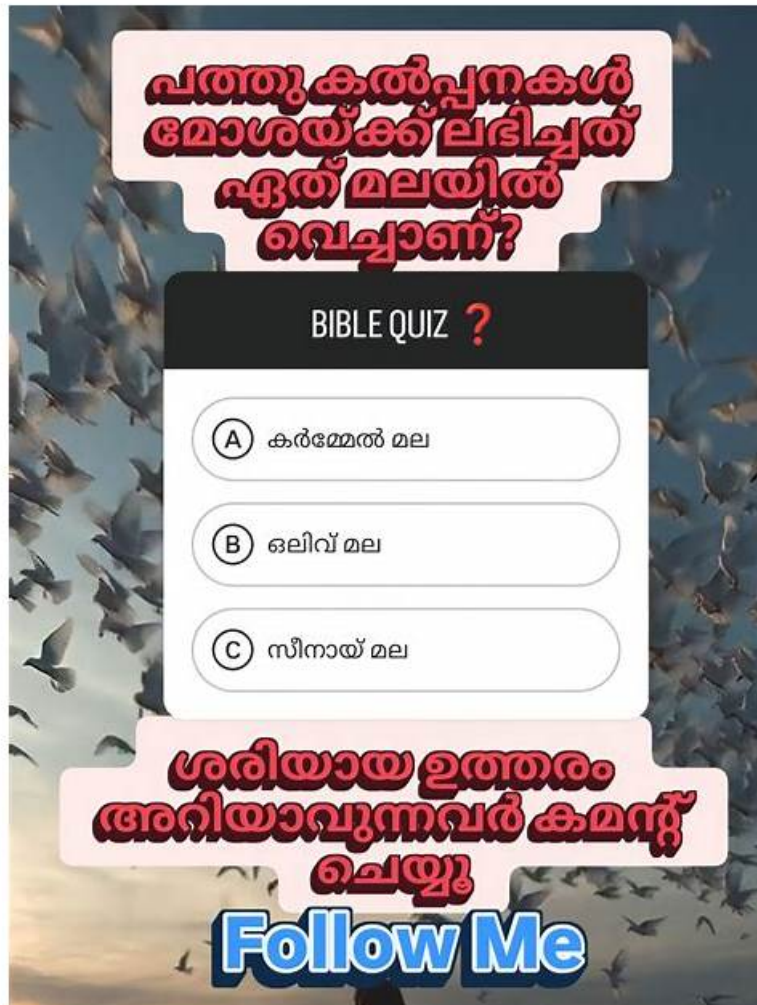 പത്തു കൽപ്പനകൾ
മോശയ്ക്ക് ലഭിച്ചത്
ഏത് മലയിൽ
വെച്ചാണ്?
BIBLE QUIZ ❓
A കർമ്മേൽ മല
B ഒലിവ് മല
C സീനായ് മല
ശരിയായ ഉത്തരം
അറിയാവുന്നവർ കമന്റ്
ചെയ്യൂ
Follow Me